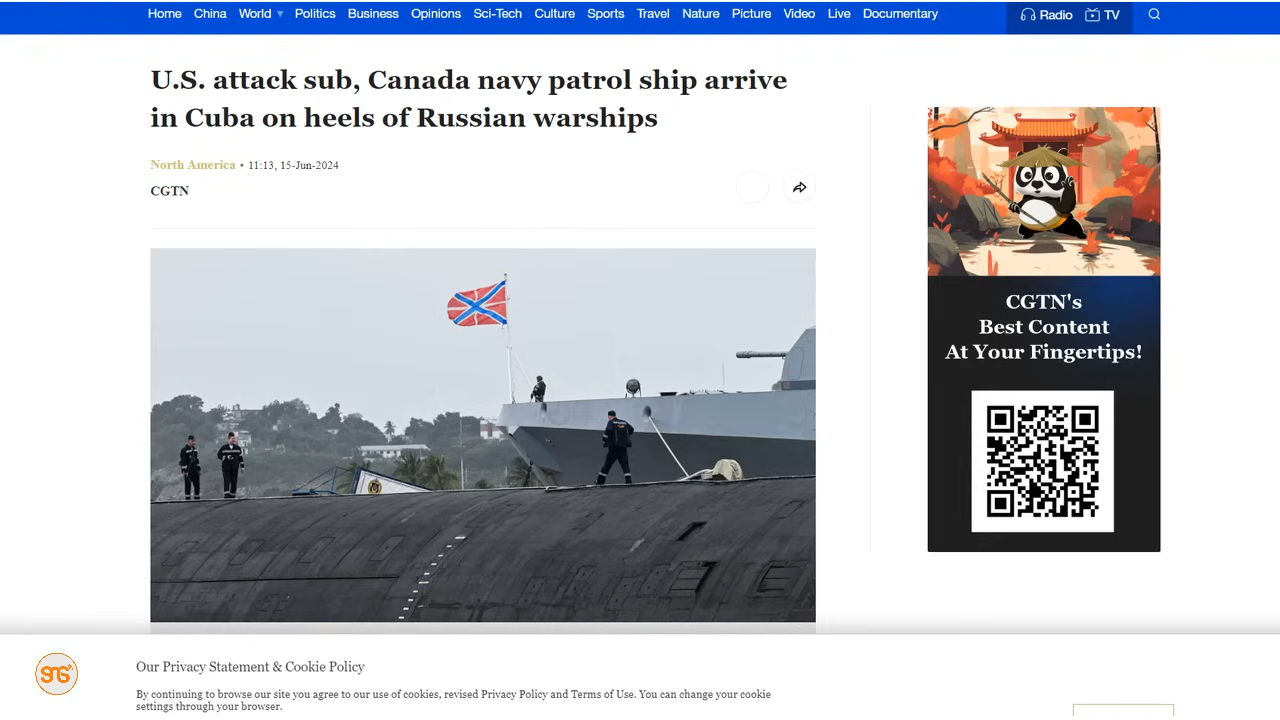 Home China World Politics Business Opinions Sci-Tech Culture Sports Travel Nature Picture Video Live Documentary Radio TV
U.S. attack sub, Canada navy patrol ship arrive
in Cuba on heels of Russian warships
North America • 11:13, 15-Jun-2024
CGTN
CGTN's
Best Content
At Your Fingertips!
Our Privacy Statement & Cookie Policy
By continuing to browse our site you agree to our use of cookies, revised Privacy Policy and Terms of Use. You can change your cookie
settings through your browser.